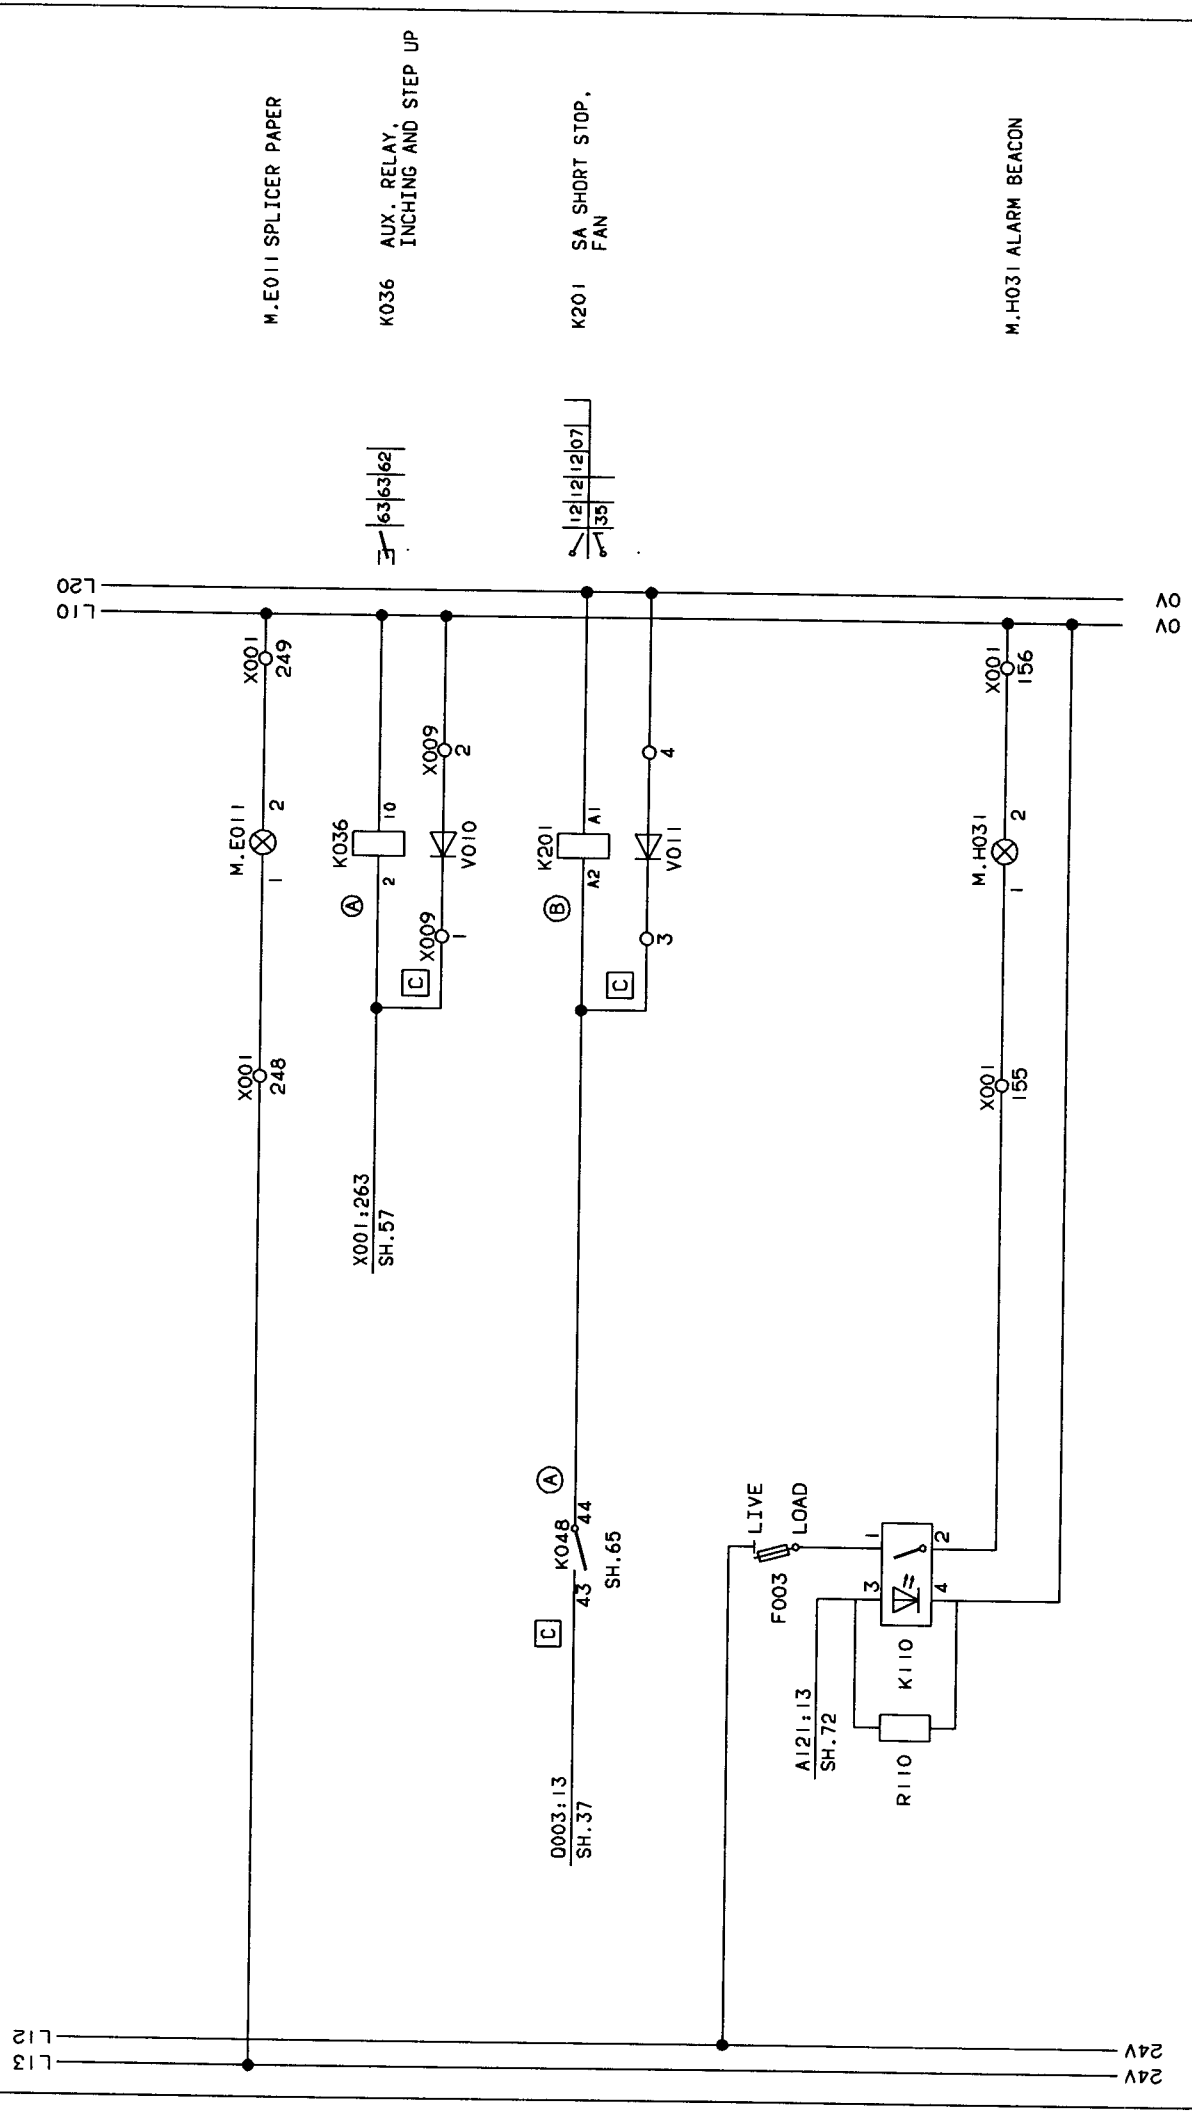 L13
L12
24V
24V
L10
L20
0V
0V
X001
248
M.E011
1
2
X001
249
M.E011 SPLICER PAPER
X001:263
SH.57
A
K036
2
10
C
X009
1
V010
X009
2
63 63 62
K036 AUX. RELAY,
INCHING AND STEP UP
Q003:13
SH.37
C
K048
43
44
SH.65
A
B
K201
A2
A1
C
3
V011
4
12 12 12 07
35
K201 SA SHORT STOP,
FAN
LIVE
LOAD
F003
A121:13
SH.72
1
2
3
4
K110
R110
X001
155
M.H031
1
2
X001
156
M.H031 ALARM BEACON